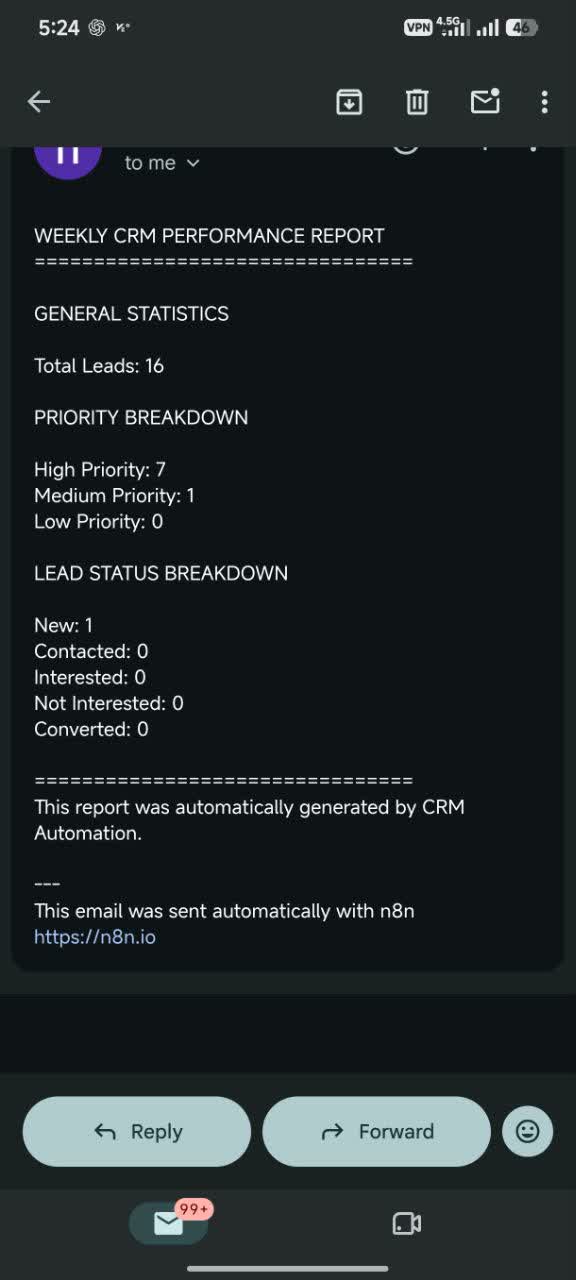 5:24
VPN 4.5G 46
to me
WEEKLY CRM PERFORMANCE REPORT
================================
GENERAL STATISTICS
Total Leads: 16
PRIORITY BREAKDOWN
High Priority: 7
Medium Priority: 1
Low Priority: 0
LEAD STATUS BREAKDOWN
New: 1
Contacted: 0
Interested: 0
Not Interested: 0
Converted: 0
================================
This report was automatically generated by CRM
Automation.
---
This email was sent automatically with n8n
https://n8n.io
Reply
Forward
99+